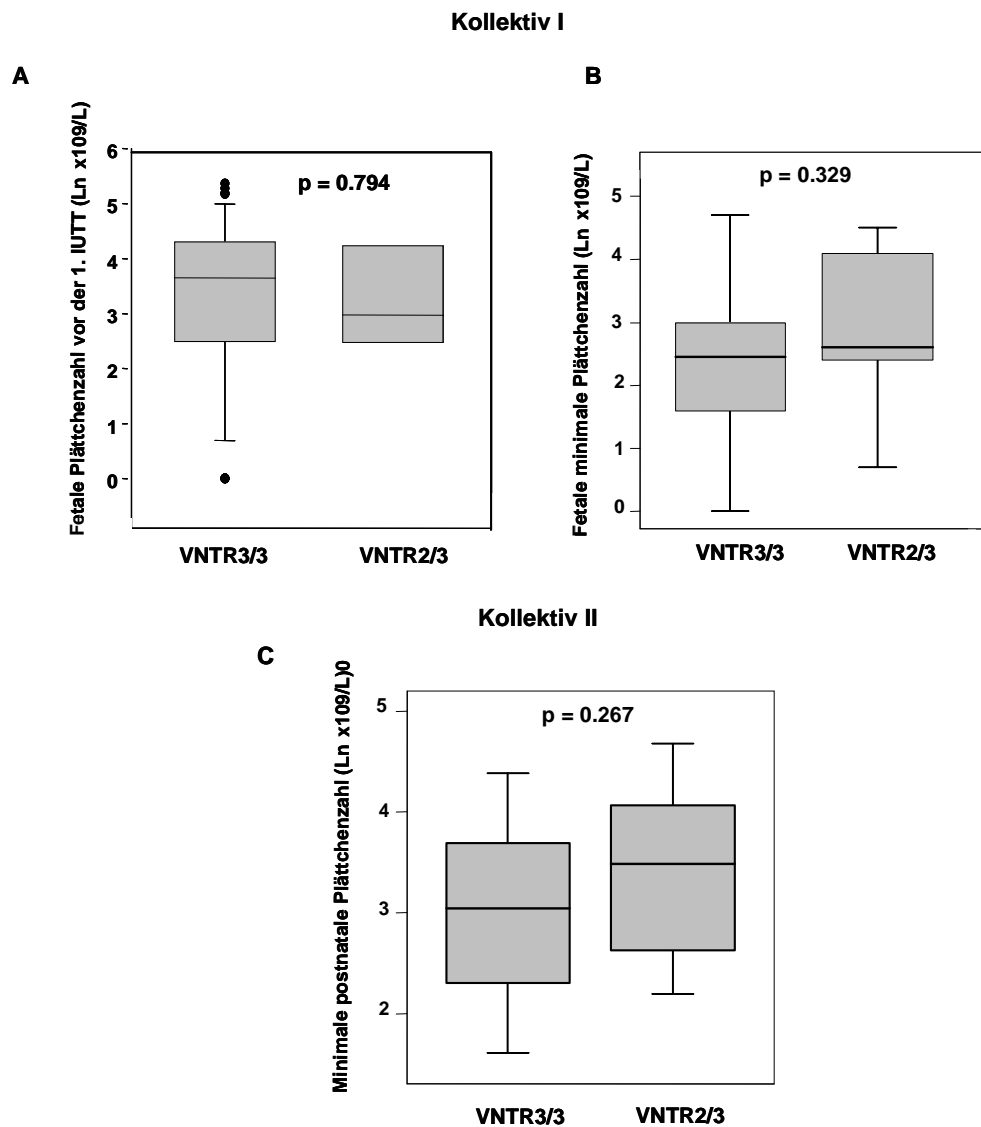 Kollektiv I
A
Fetale Plättchenzahl vor der 1. IUTT (Ln x109/L)
6
5
4
3
2
1
0
p = 0.794
VNTR3/3 VNTR2/3
B
Fetale minimale Plättchenzahl (Ln x109/L)
5
4
3
2
1
0
p = 0.329
VNTR3/3 VNTR2/3
Kollektiv II
C
Minimale postnatale Plättchenzahl (Ln x109/L)0
5
4
3
2
p = 0.267
VNTR3/3 VNTR2/3